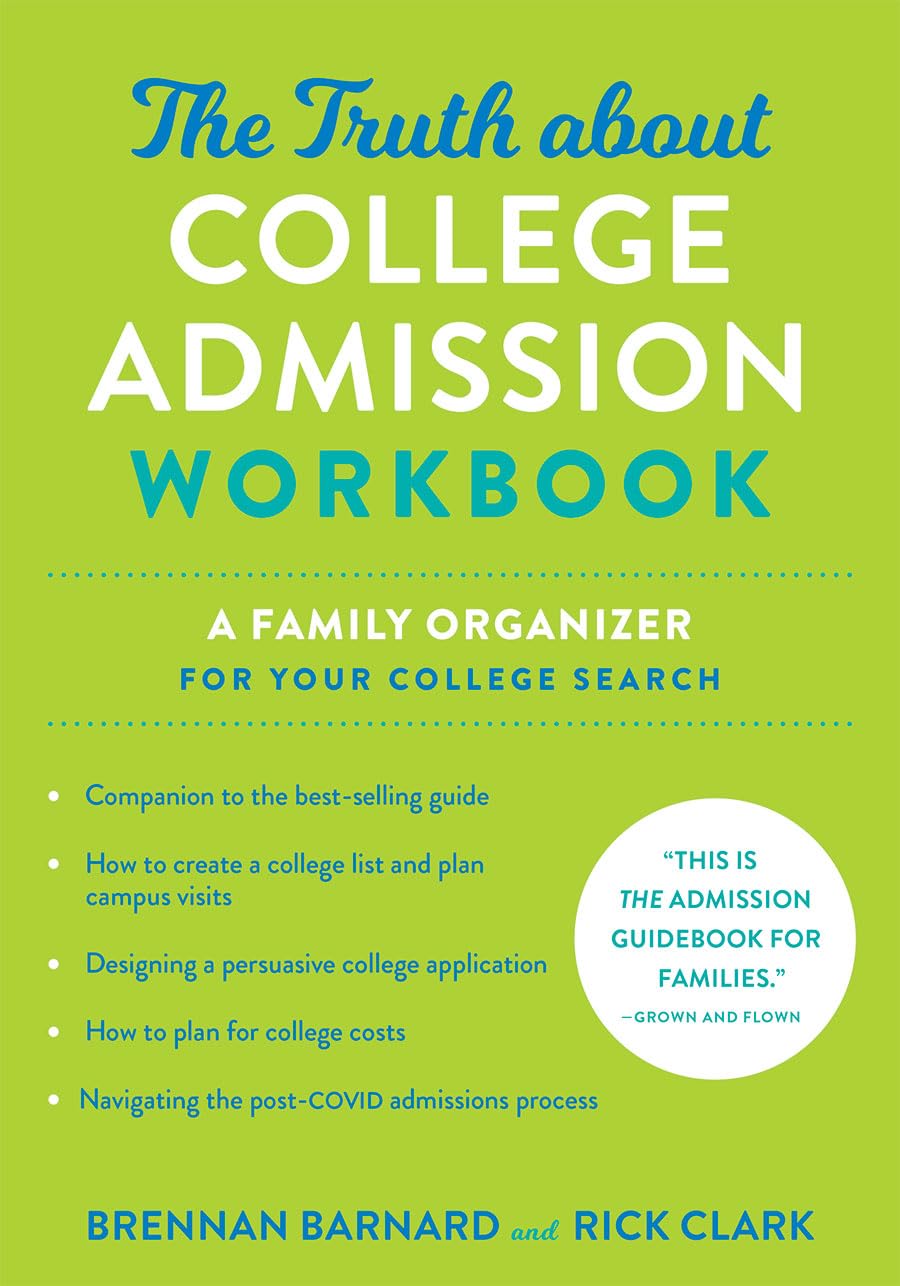 The Truth about
COLLEGE
ADMISSION
WORKBOOK
A FAMILY ORGANIZER
FOR YOUR COLLEGE SEARCH
• Companion to the best-selling guide
• How to create a college list and plan
campus visits
• Designing a persuasive college application
• How to plan for college costs
• Navigating the post-COVID admissions process
“THIS IS
THE ADMISSION
GUIDEBOOK FOR
FAMILIES.”
—GROWN AND FLOWN
BRENNAN BARNARD and RICK CLARK